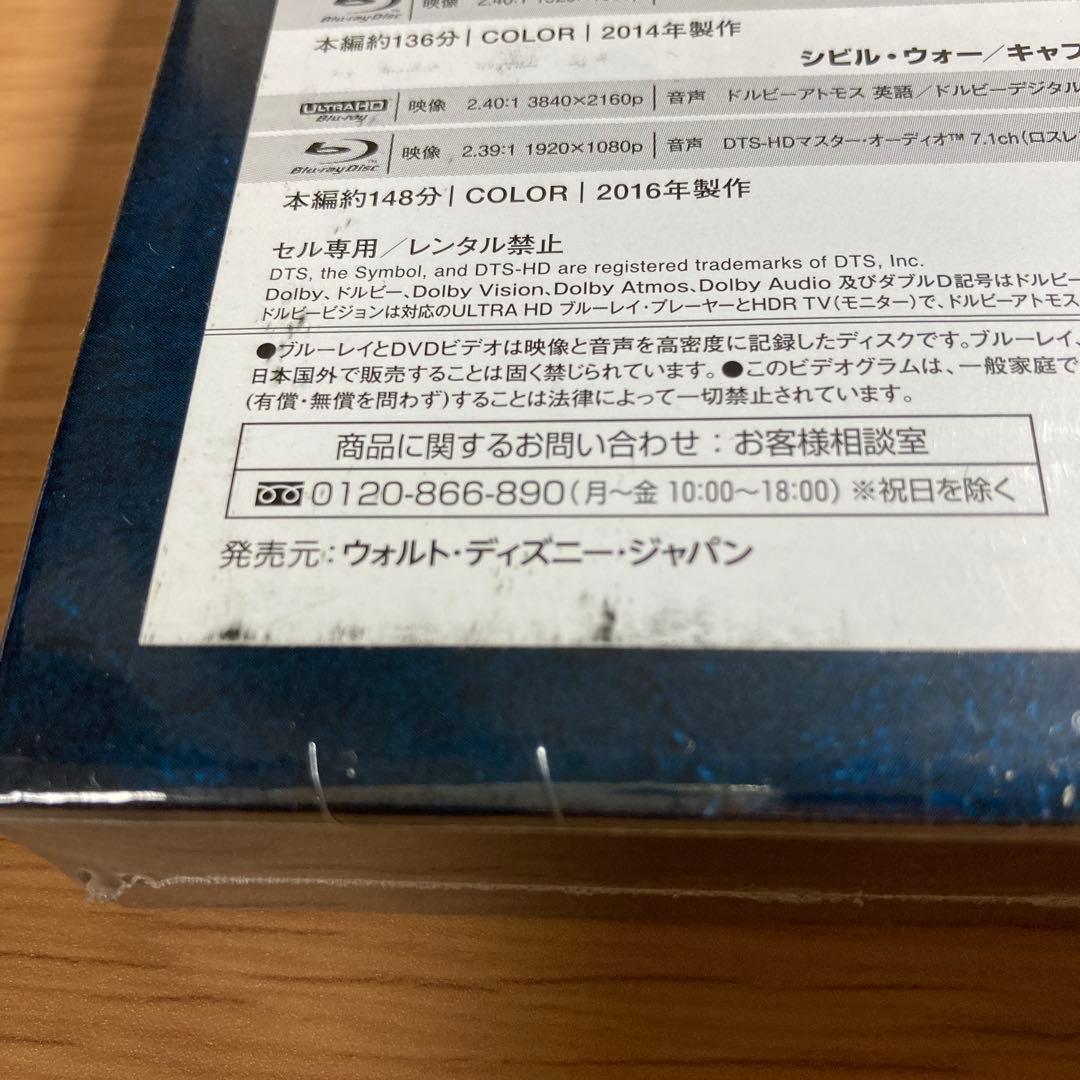 Blu-ray Disc 映像
本編約136分 | COLOR | 2014年製作
シビル・ウォー／キャプ
ULTRA HD Blu-ray 映像 2.40:1 3840×2160p 音声 ドルビーアトモス 英語／ドルビーデジタル
Blu-ray Disc™ 映像 2.39:1 1920×1080p 音声 DTS-HDマスター・オーディオ™ 7.1ch(ロスレ
本編約148分 | COLOR | 2016年製作
セル専用／レンタル禁止
DTS, the Symbol, and DTS-HD are registered trademarks of DTS, Inc.
Dolby、ドルビー、Dolby Vision、Dolby Atmos、Dolby Audio 及びダブルD記号はドルビー
ドルビービジョンは対応のULTRA HD ブルーレイ・プレーヤーとHDR TV(モニター)で、ドルビーアトモス
●ブルーレイとDVDビデオは映像と音声を高密度に記録したディスクです。ブルーレイ、
日本国外で販売することは固く禁じられています。●このビデオグラムは、一般家庭で
(有償・無償を問わず)することは法律によって一切禁止されています。
商品に関するお問い合わせ：お客様相談室
0120-866-890(月～金 10:00～18:00) ※祝日を除く
発売元：ウォルト・ディズニー・ジャパン